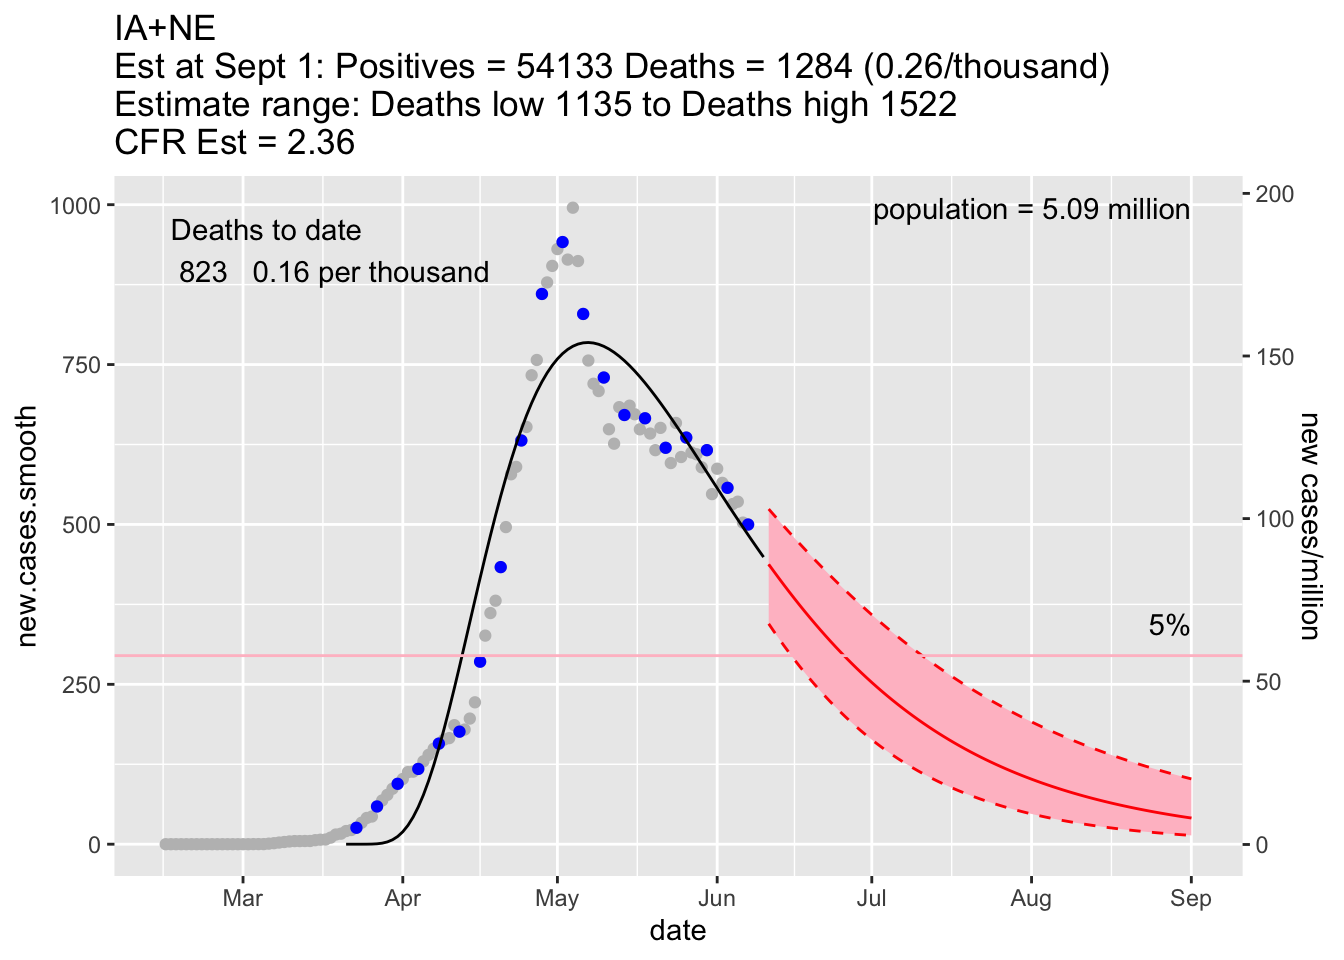 IA+NE
Est at Sept 1: Positives = 54133 Deaths = 1284 (0.26/thousand)
Estimate range: Deaths low 1135 to Deaths high 1522
CFR Est = 2.36
Deaths to date
823 0.16 per thousand
population = 5.09 million
5%
new.cases.smooth
1000
750
500
250
0
200
150
100
50
0
new cases/million
Mar Apr May Jun Jul Aug Sep
date